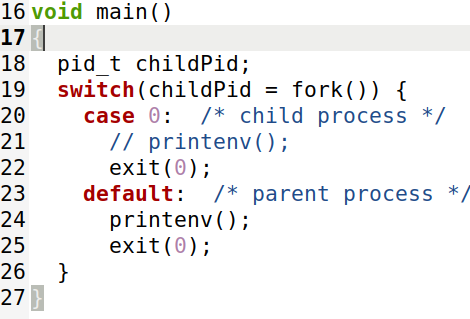 16 void main()
17 {
18   pid_t childPid;
19   switch(childPid = fork()) {
20     case 0:  /* child process */
21       // printenv();
22       exit(0);
23     default:  /* parent process */
24       printenv();
25       exit(0);
26   }
27 }